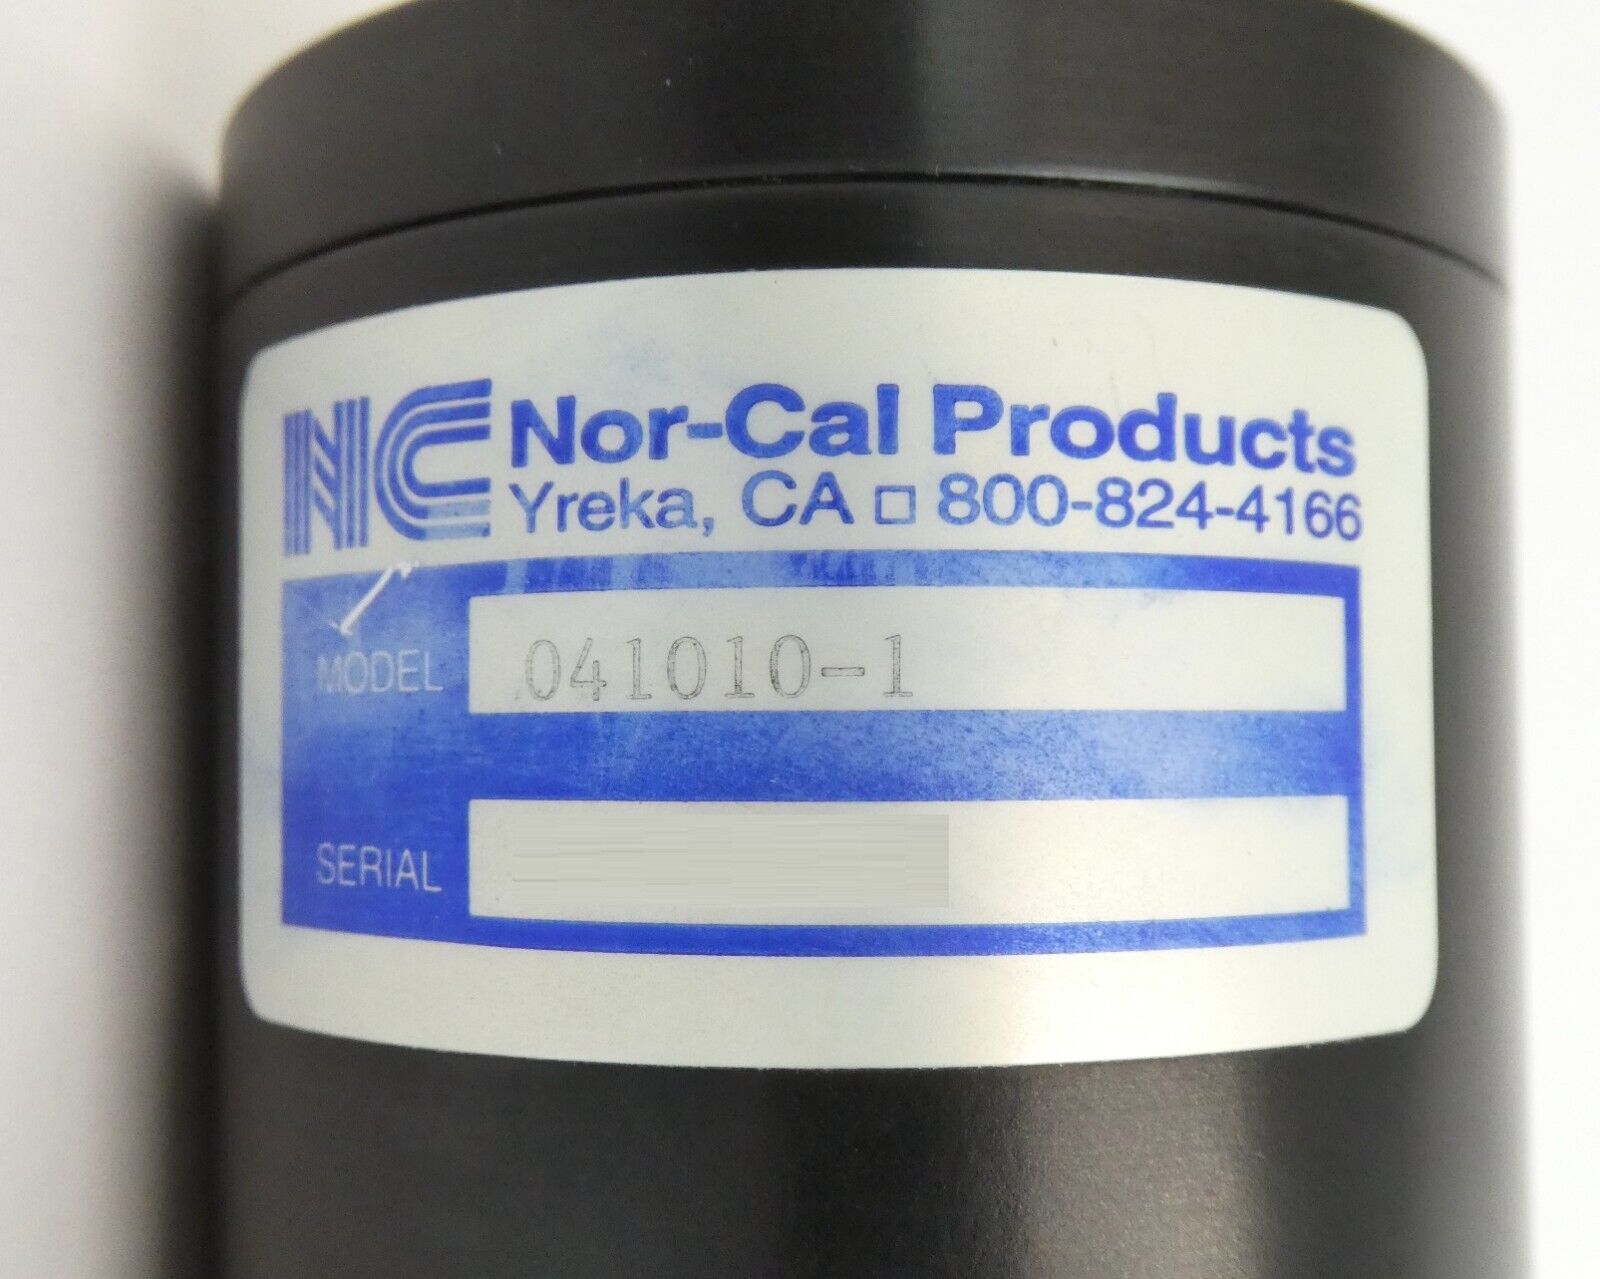 NC Nor-Cal Products
Yreka, CA □ 800-824-4166
MODEL 041010-1
SERIAL